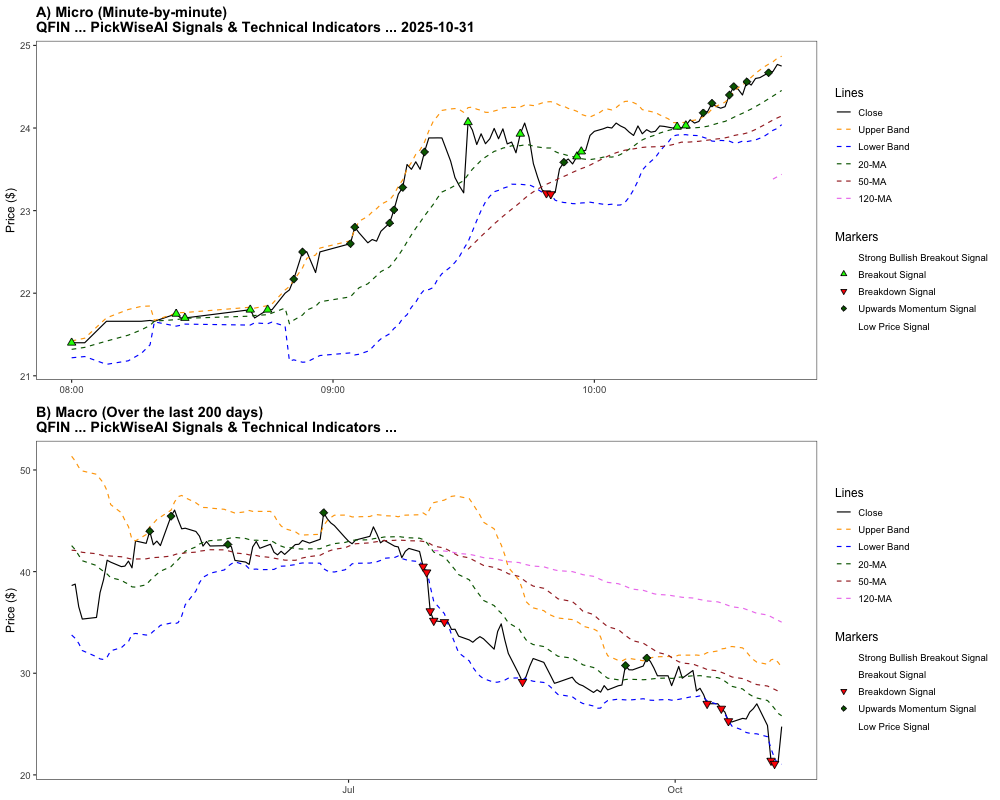 A) Micro (Minute-by-minute)
QFIN ... PickWiseAI Signals & Technical Indicators ... 2025-10-31
Price ($)
25
24
23
22
21
08:00
09:00
10:00
Lines
Close
Upper Band
Lower Band
20-MA
50-MA
120-MA
Markers
Strong Bullish Breakout Signal
Breakout Signal
Breakdown Signal
Upwards Momentum Signal
Low Price Signal
B) Macro (Over the last 200 days)
QFIN ... PickWiseAI Signals & Technical Indicators ...
Price ($)
50
40
30
20
Jul
Oct
Lines
Close
Upper Band
Lower Band
20-MA
50-MA
120-MA
Markers
Strong Bullish Breakout Signal
Breakout Signal
Breakdown Signal
Upwards Momentum Signal
Low Price Signal